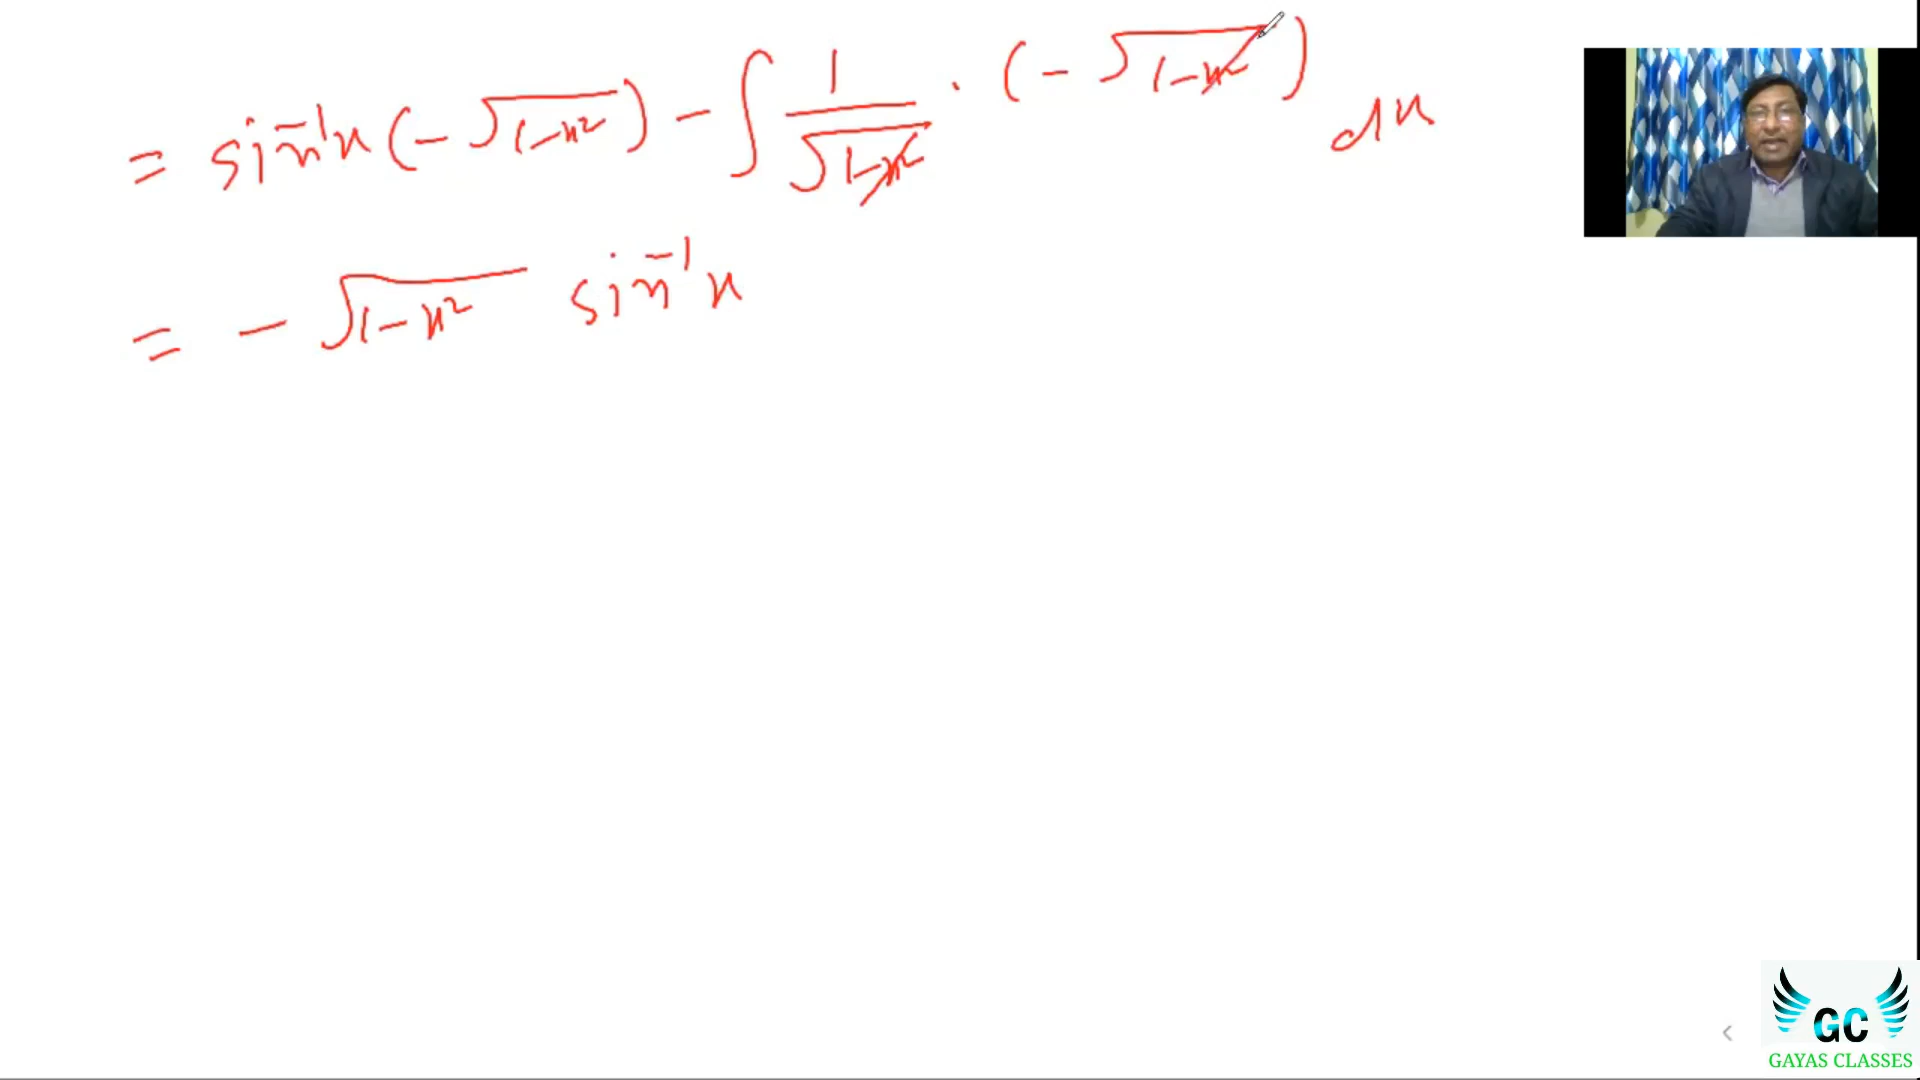 = sin⁻¹x (-√(1-x²)) - ∫ 1/√(1-x²) · (-√(1-x²)) dx
= - √(1-x²) sin⁻¹x
GC
GAYAS CLASSES